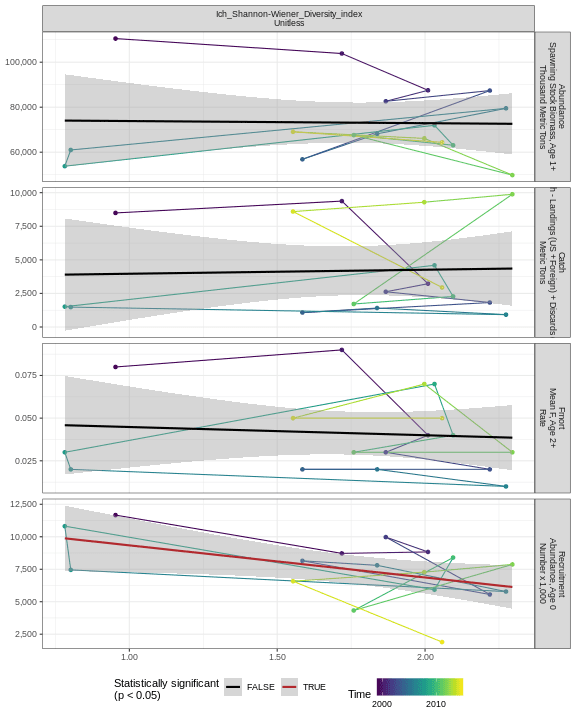 Ich_Shannon-Wiener_Diversity_index
Unitless
100,000
80,000
60,000
Abundance
Spawning Stock Biomass, Age 1+
Thousand Metric Tons
10,000
7,500
5,000
2,500
0
Catch
h - Landings (US +Foreign) + Discards
Metric Tons
0.075
0.050
0.025
Fmort
Mean F, Age 2+
Rate
12,500
10,000
7,500
5,000
2,500
Recruitment
Abundance, Age 0
Number x 1,000
1.00
1.50
2.00
Statistically significant
(p < 0.05)
FALSE
TRUE
Time
2000
2010